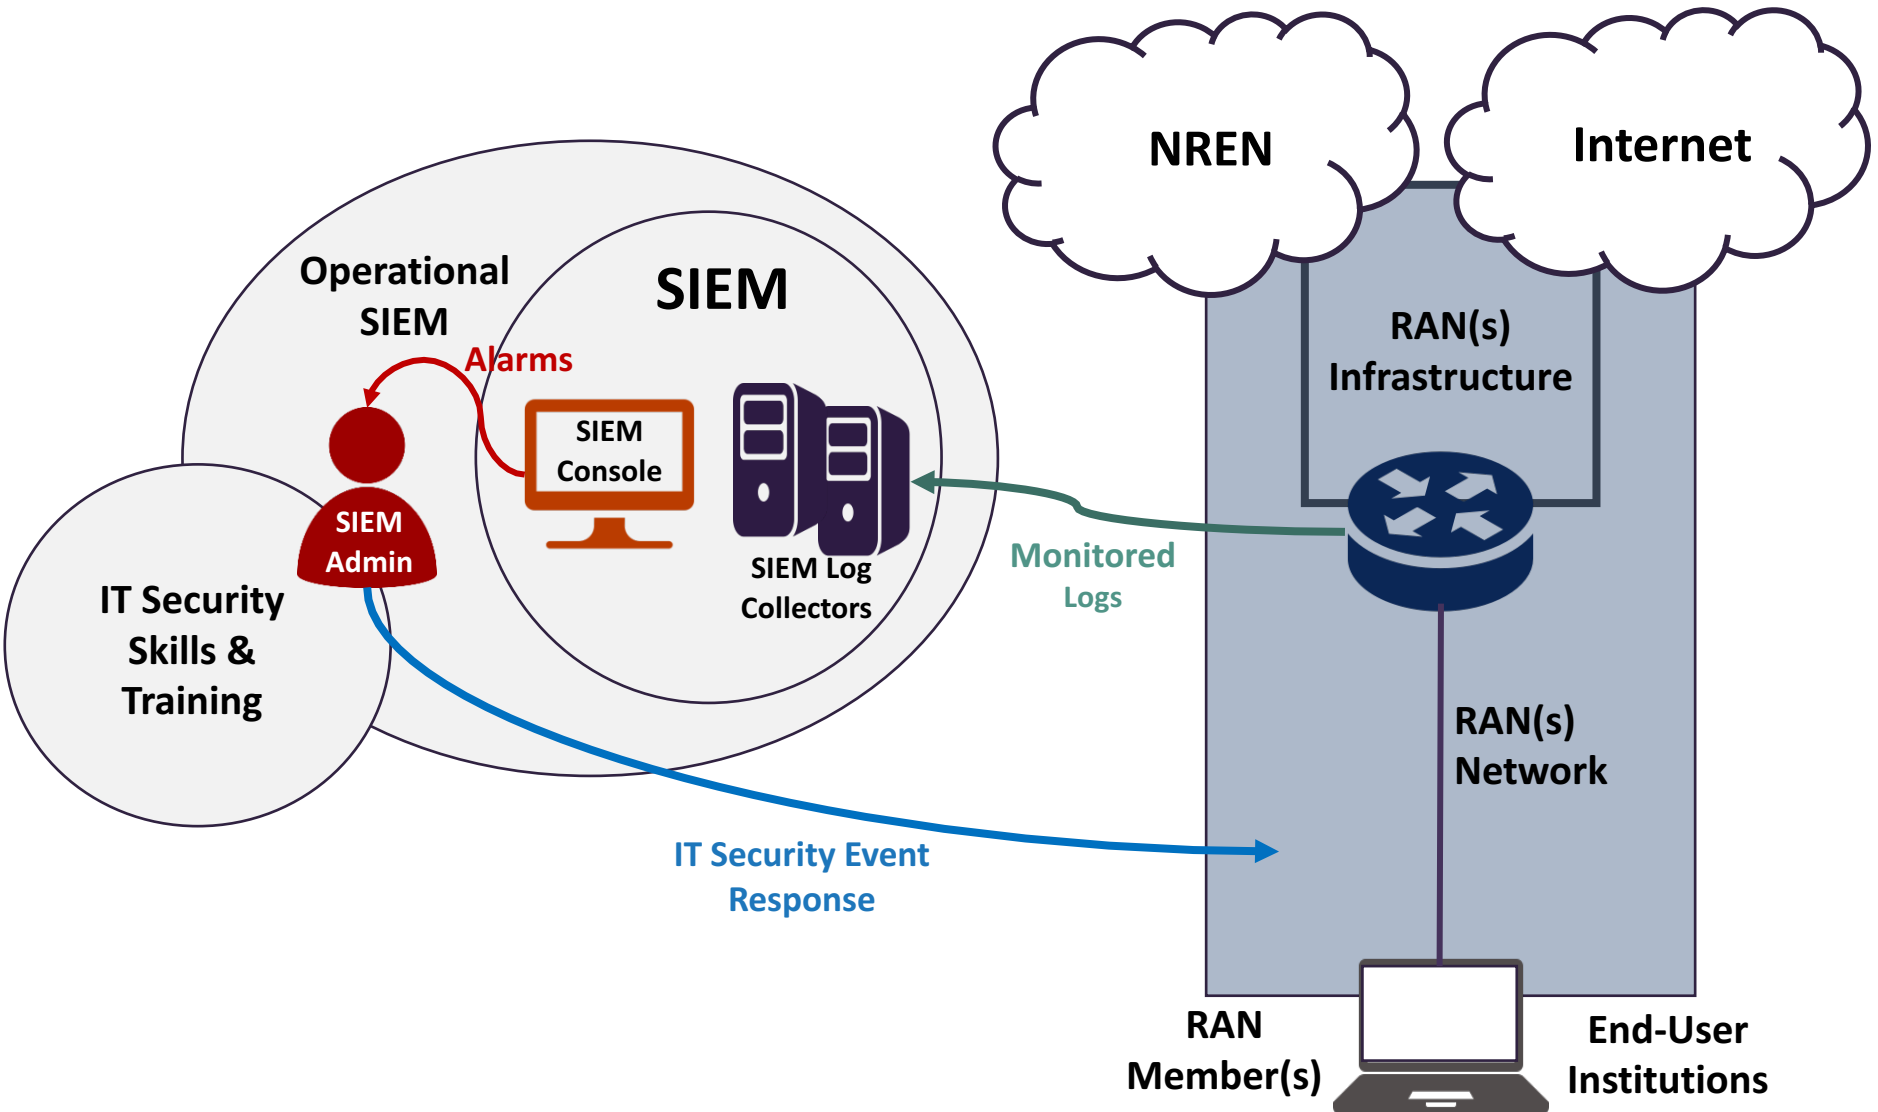 NREN
Internet
Operational
SIEM
SIEM
Alarms
SIEM
Console
SIEM
Admin
SIEM Log
Collectors
IT Security
Skills &
Training
Monitored
Logs
RAN(s)
Infrastructure
RAN(s)
Network
IT Security Event
Response
RAN
Member(s)
End-User
Institutions